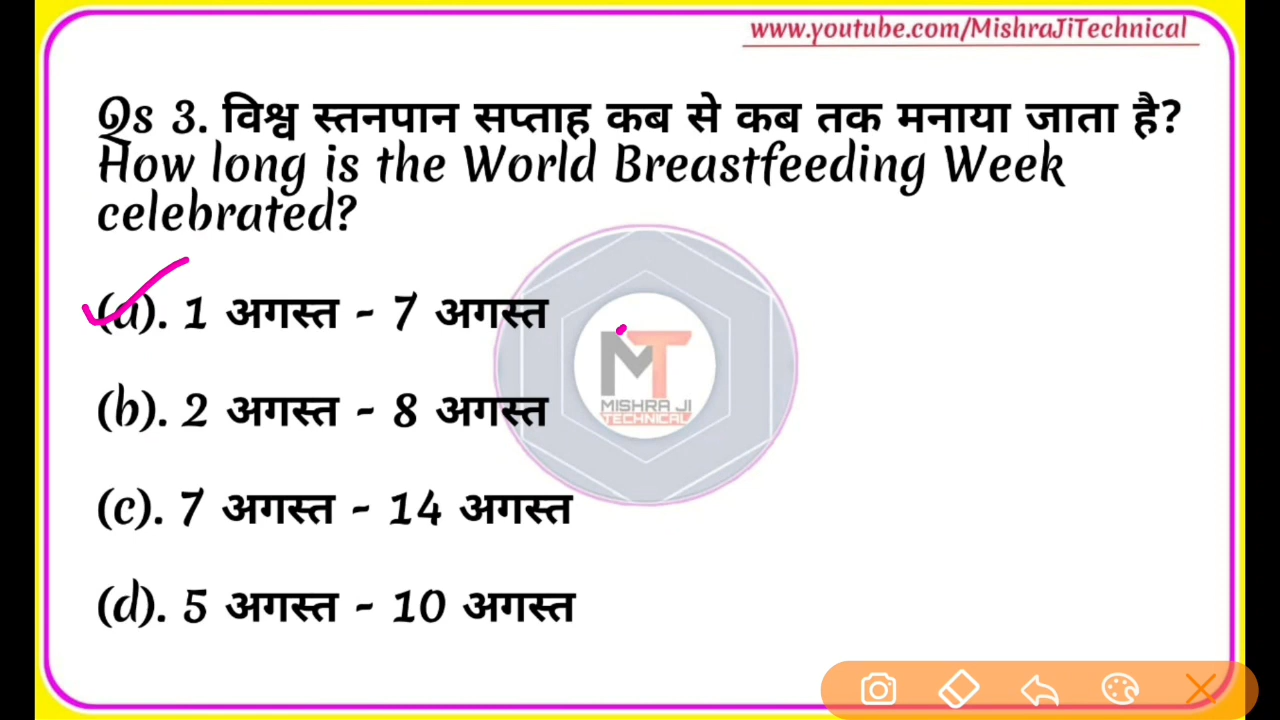 www.youtube.com/MishraJiTechnical
Qs 3. विश्व स्तनपान सप्ताह कब से कब तक मनाया जाता है?
How long is the World Breastfeeding Week
celebrated?
(a). 1 अगस्त - 7 अगस्त
MT
MISHRA JI
TECHNICAL
(b). 2 अगस्त - 8 अगस्त
(c). 7 अगस्त - 14 अगस्त
(d). 5 अगस्त - 10 अगस्त